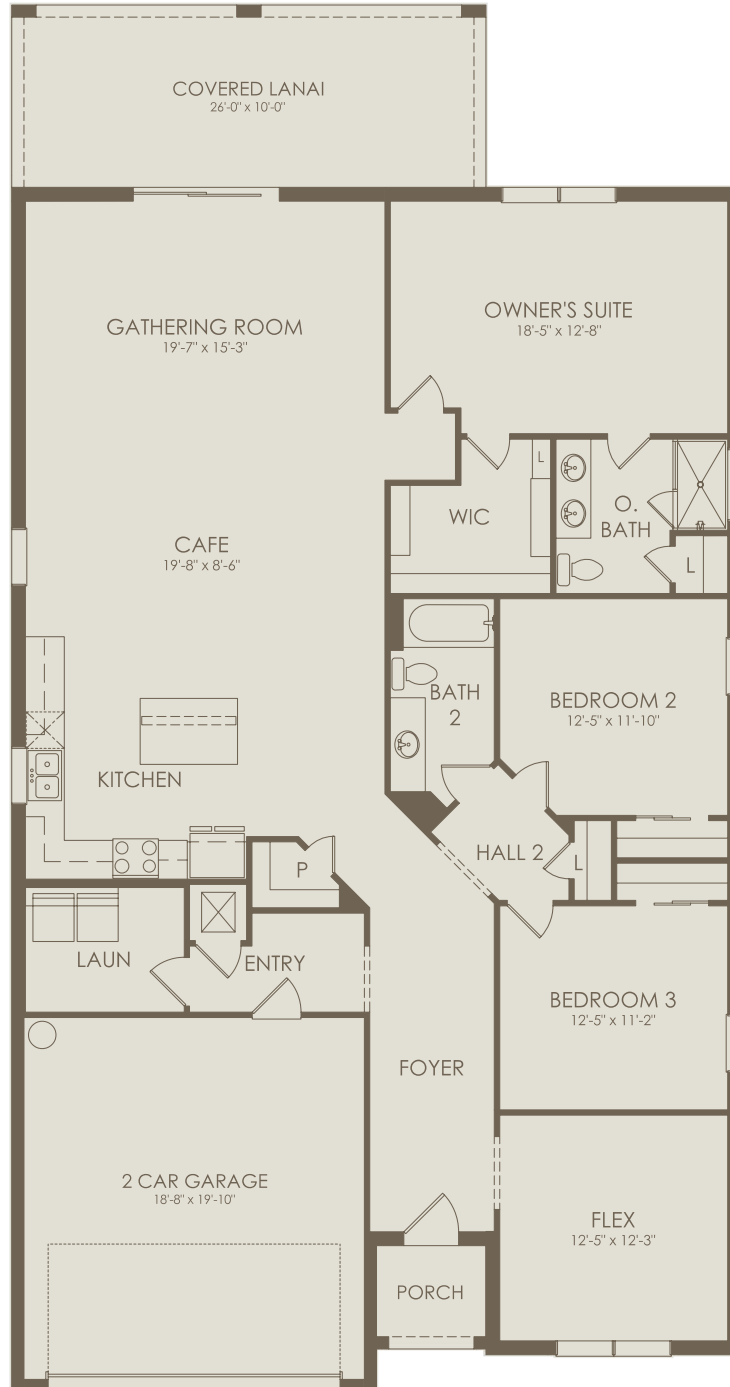 COVERED LANAI
26'-0" x 10'-0"
GATHERING ROOM
19'-7" x 15'-3"
OWNER'S SUITE
18'-5" x 12'-8"
L
WIC
O.
BATH
L
CAFE
19'-8" x 8'-6"
BATH
2
BEDROOM 2
12'-5" x 11'-10"
KITCHEN
HALL 2
L
P
LAUN
ENTRY
BEDROOM 3
12'-5" x 11'-2"
FOYER
2 CAR GARAGE
18'-8" x 19'-10"
FLEX
12'-5" x 12'-3"
PORCH